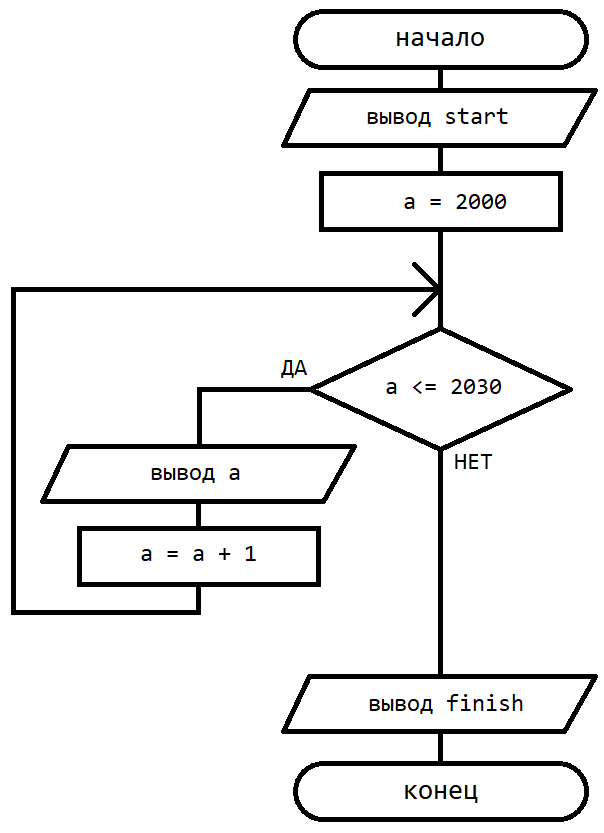 начало
вывод start
a = 2000
a <= 2030
ДА
НЕТ
вывод a
a = a + 1
вывод finish
конец